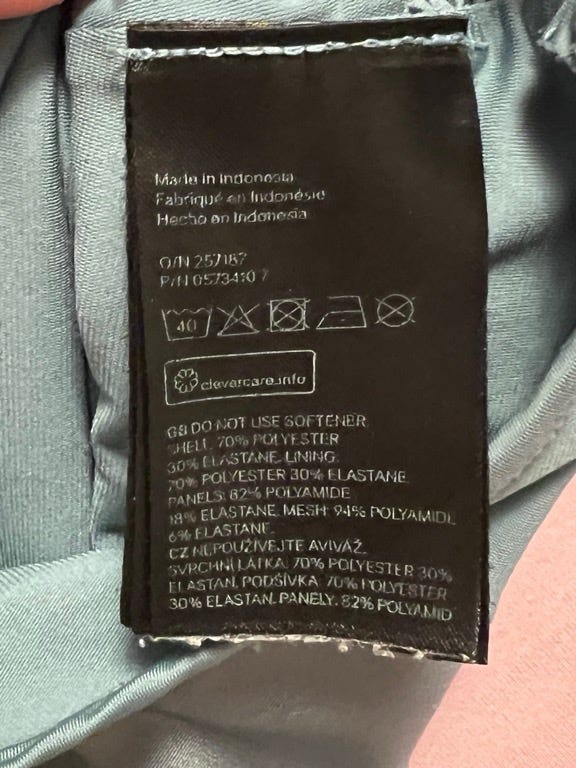 Made in Indonesia
Fabriqué en Indonésie
Hecho en Indonesia
O/N 257187
P/N 0573410 7
40
clevercare.info
GB DO NOT USE SOFTENER
SHELL: 70% POLYESTER
30% ELASTANE. LINING:
70% POLYESTER 30% ELASTANE
PANELS: 82% POLYAMIDE
18% ELASTANE. MESH: 94% POLYAMIDE
6% ELASTANE.
CZ NEPOUŽÍVEJTE AVIVÁŽ.
SVRCHNÍ LÁTKA: 70% POLYESTER 30%
ELASTAN. PODŠÍVKA: 70% POLYESTER
30% ELASTAN. PANELY: 82% POLYAMID